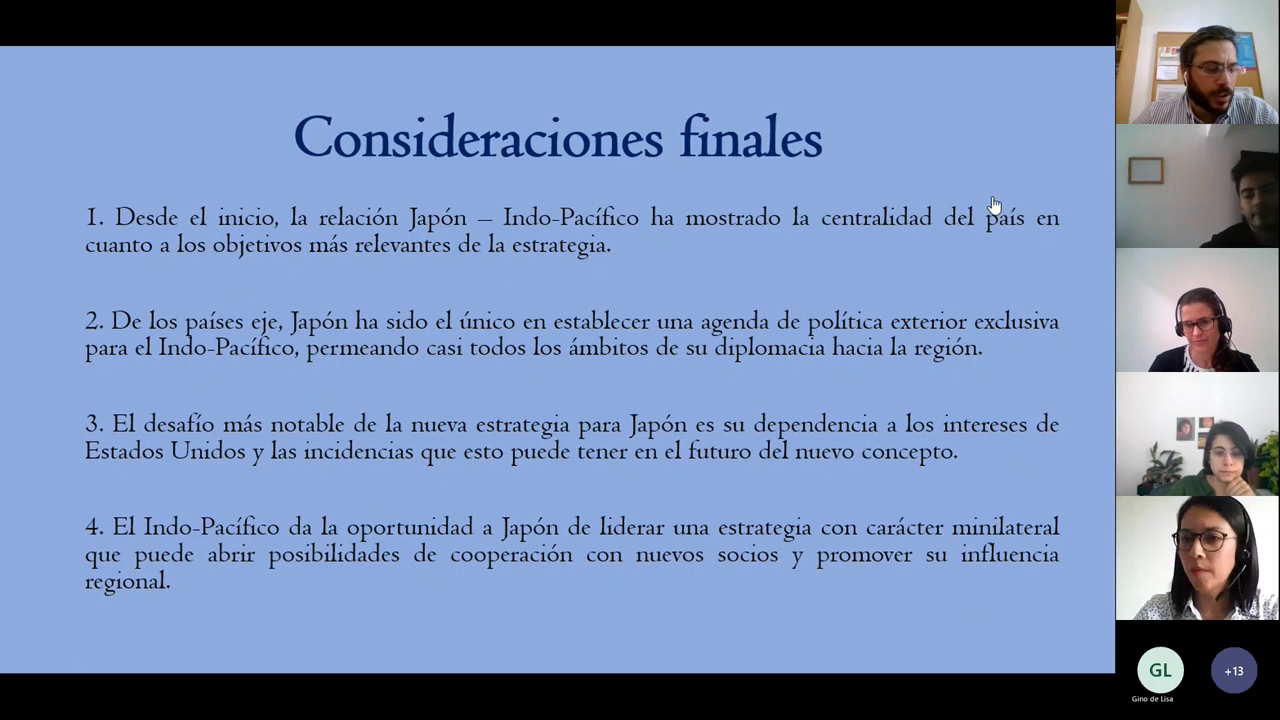 Consideraciones finales
1. Desde el inicio, la relación Japón – Indo-Pacífico ha mostrado la centralidad del país en
cuanto a los objetivos más relevantes de la estrategia.
2. De los países eje, Japón ha sido el único en establecer una agenda de política exterior exclusiva
para el Indo-Pacífico, permeando casi todos los ámbitos de su diplomacia hacia la región.
3. El desafío más notable de la nueva estrategia para Japón es su dependencia a los intereses de
Estados Unidos y las incidencias que esto puede tener en el futuro del nuevo concepto.
4. El Indo-Pacífico da la oportunidad a Japón de liderar una estrategia con carácter minilateral
que puede abrir posibilidades de cooperación con nuevos socios y promover su influencia
regional.
GL
Gino de Lisa
+13